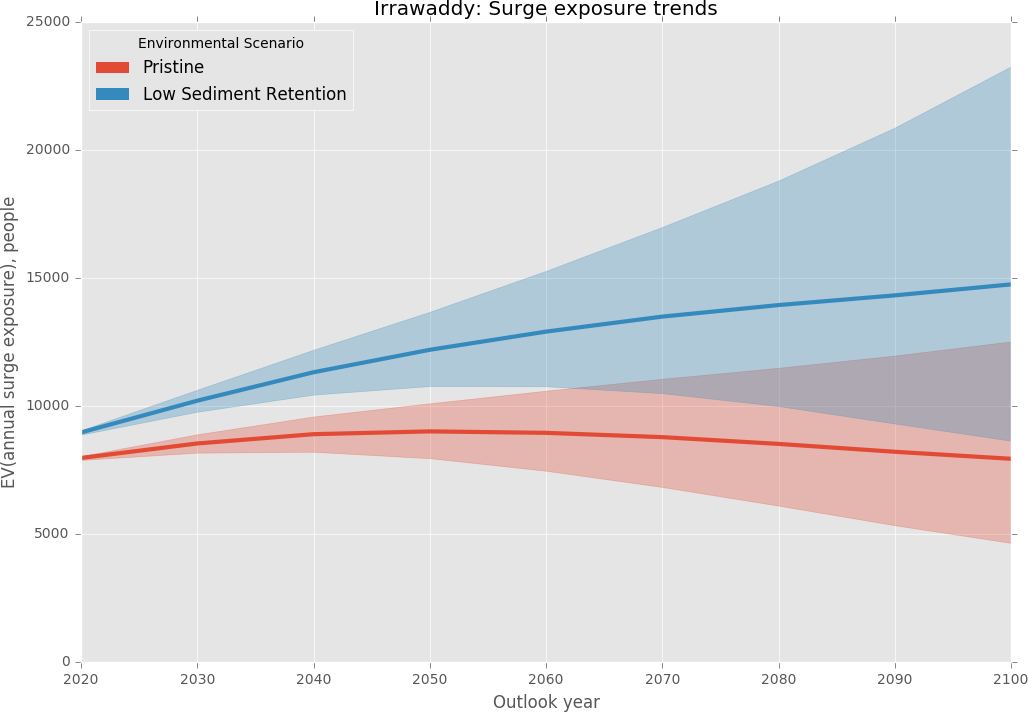 Irrawaddy: Surge exposure trends
Environmental Scenario
Pristine
Low Sediment Retention
EV(annual surge exposure), people
25000
20000
15000
10000
5000
0
2020 2030 2040 2050 2060 2070 2080 2090 2100
Outlook year